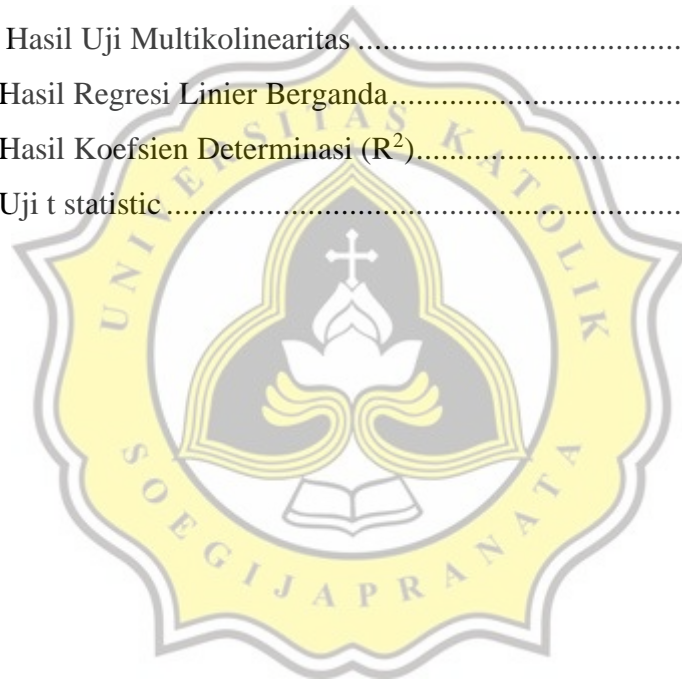 Hasil Uji Multikolinearitas ........................................
Hasil Regresi Linier Berganda ....................................
Hasil Koefsien Determinasi (R²) .................................
Uji t statistic ................................................................
UNIVERSITAS KATOLIK
SOEGIJAPRANATA